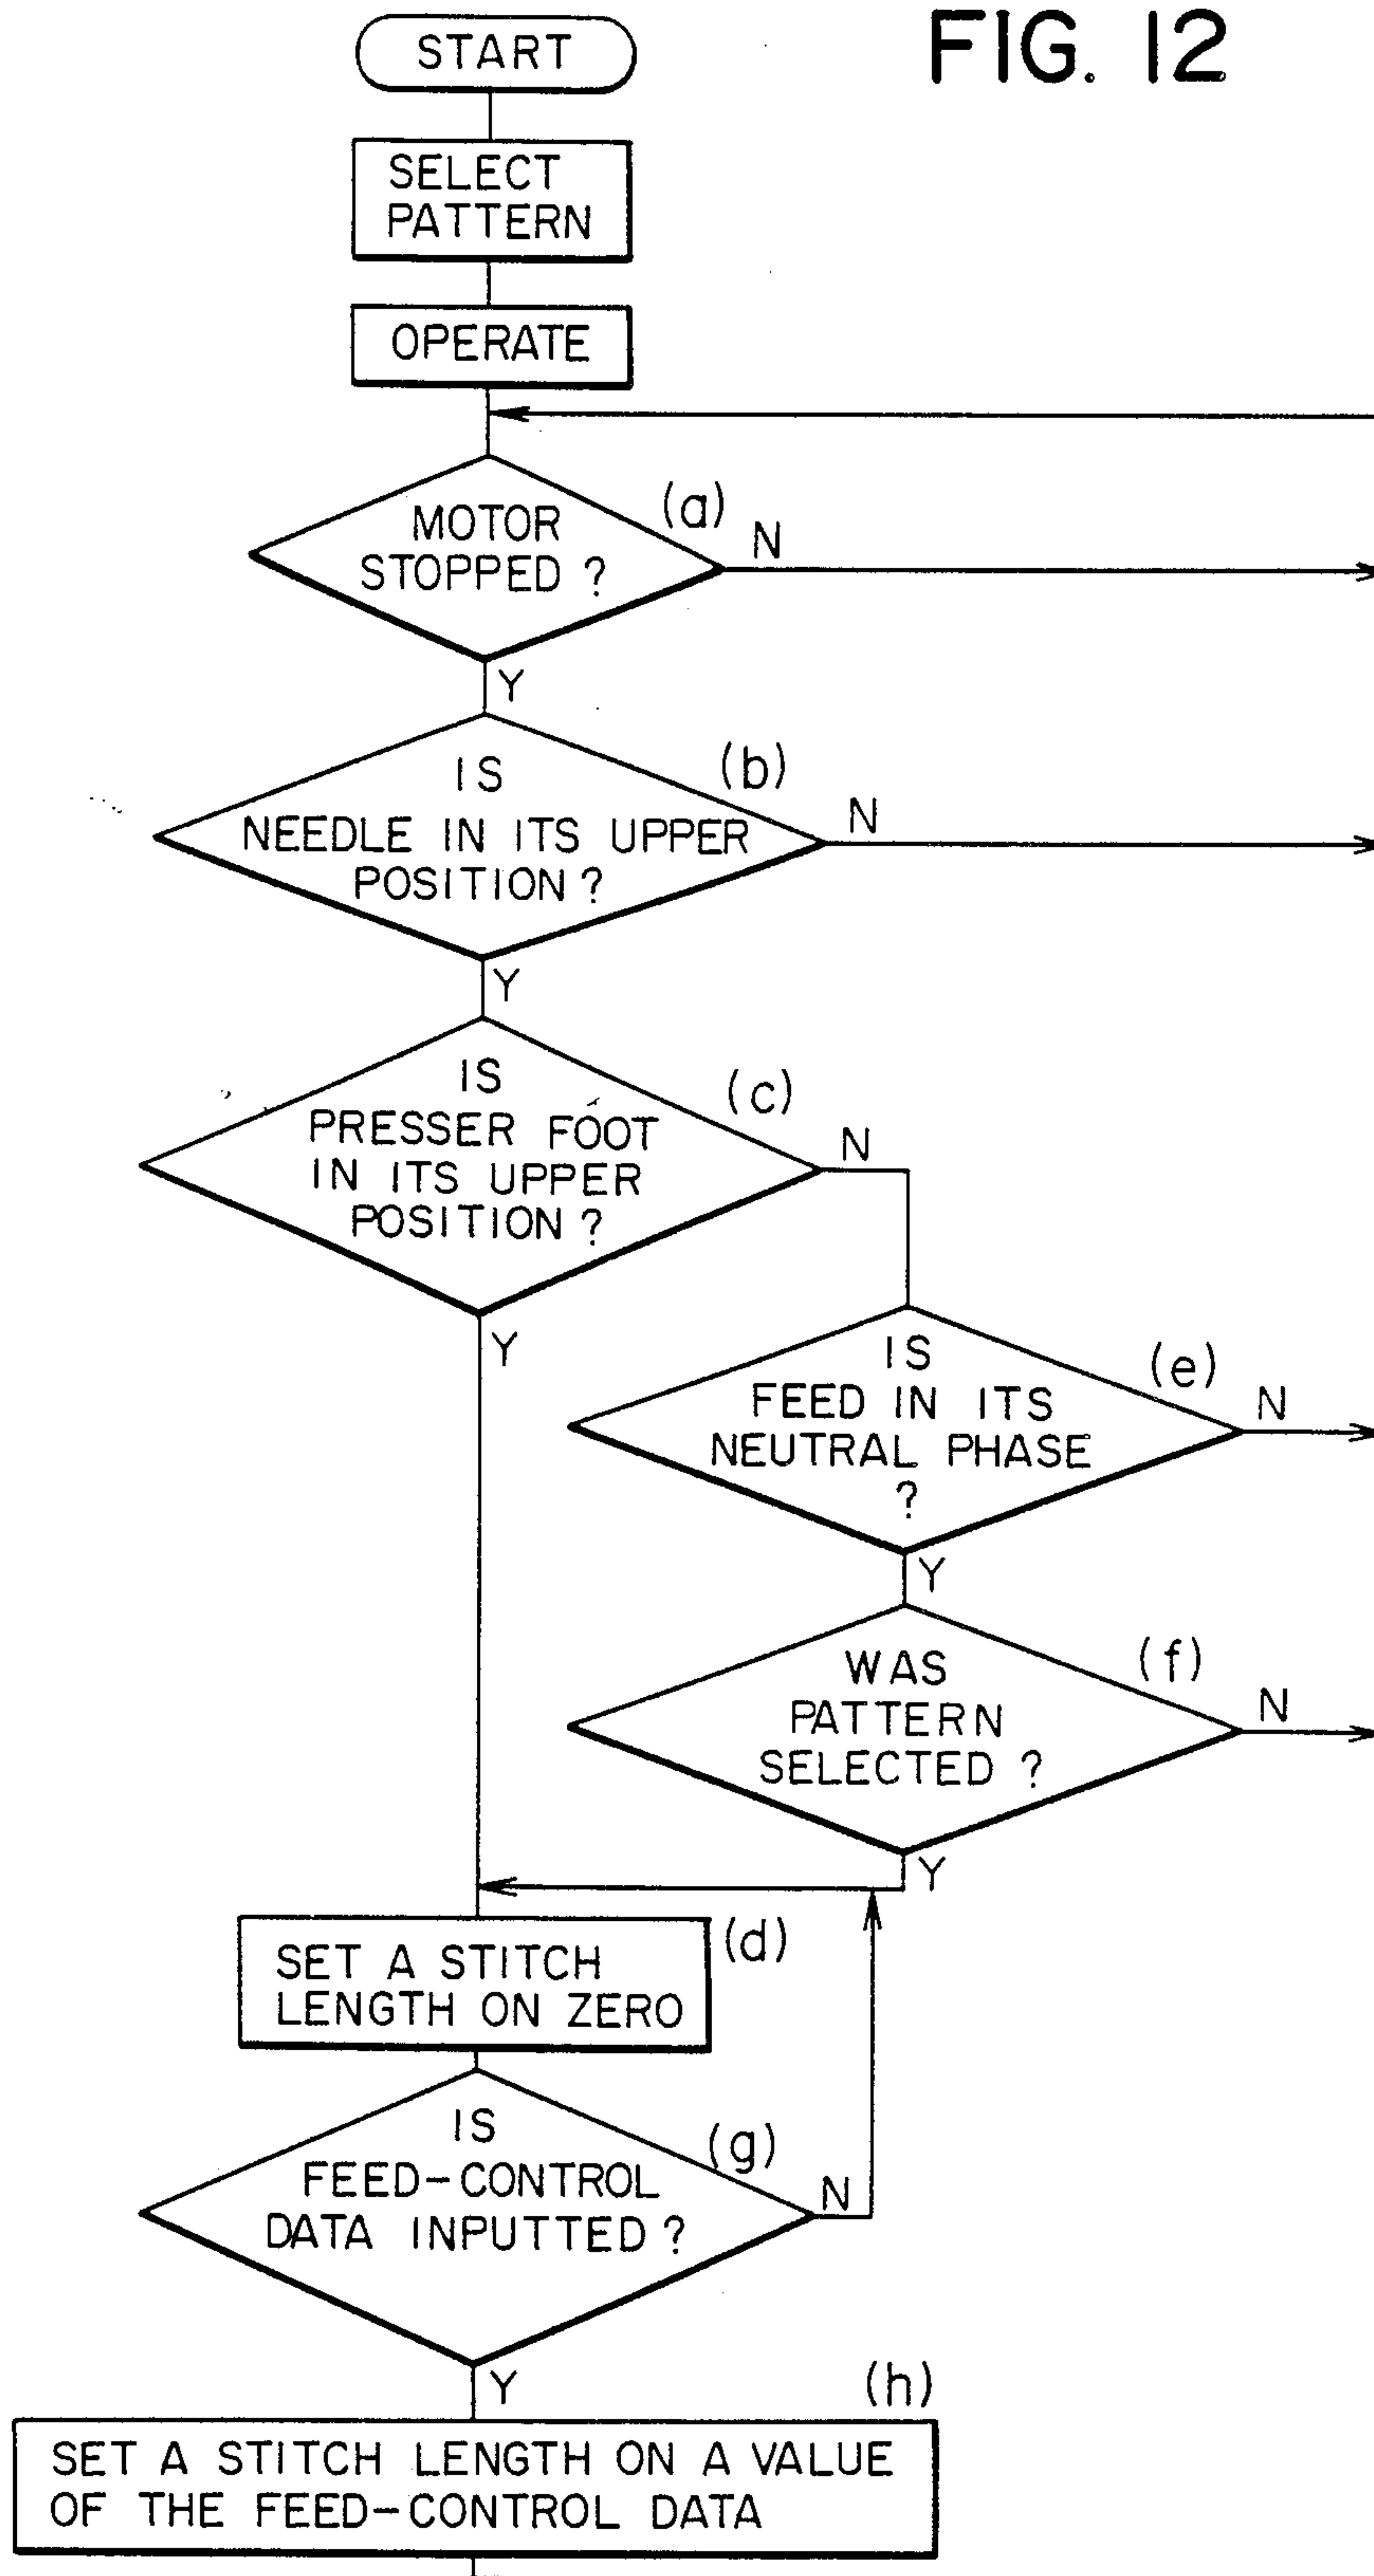 FIG. 12
START
SELECT
PATTERN
OPERATE
(a)
MOTOR
STOPPED ?
N
Y
(b)
IS
NEEDLE IN ITS UPPER
POSITION ?
N
Y
(c)
IS
PRESSER FOOT
IN ITS UPPER
POSITION ?
N
Y
(e)
IS
FEED IN ITS
NEUTRAL PHASE
?
N
Y
(f)
WAS
PATTERN
SELECTED ?
N
Y
(d)
SET A STITCH
LENGTH ON ZERO
(g)
IS
FEED-CONTROL
DATA INPUTTED ?
N
Y
(h)
SET A STITCH LENGTH ON A VALUE
OF THE FEED-CONTROL DATA